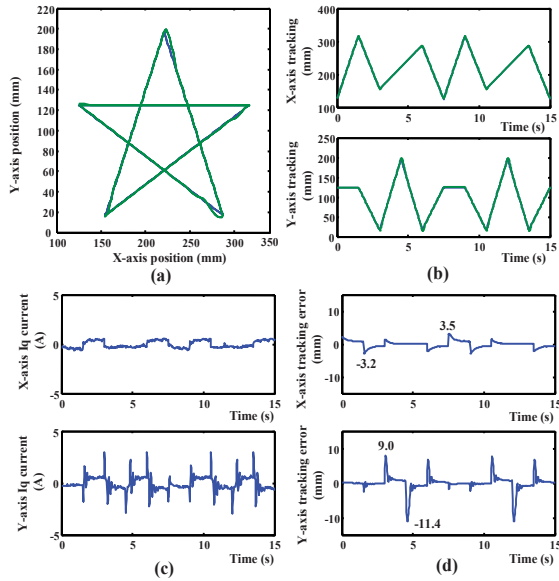 220
200
180
160
140
120
100
80
60
40
20
0
100
150
200
250
300
350
Y-axis position (mm)
X-axis position (mm)
(a)
400
300
200
100
0
5
10
15
X-axis tracking
(mm)
Time (s)
250
200
150
100
50
0
0
5
10
15
Y-axis tracking
(mm)
Time (s)
(b)
5
0
-5
0
5
10
15
X-axis Iq current
(A)
Time (s)
5
0
-5
0
5
10
15
Y-axis Iq current
(A)
Time (s)
(c)
10
0
-10
0
5
10
15
X-axis tracking error
(mm)
3.5
-3.2
Time (s)
10
0
-10
0
5
10
15
Y-axis tracking error
(mm)
9.0
-11.4
Time (s)
(d)